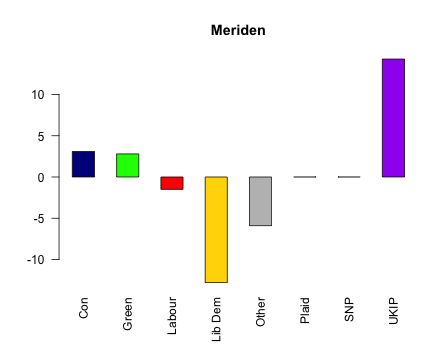 Meriden
10
5
0
-5
-10
Con
Green
Labour
Lib Dem
Other
Plaid
SNP
UKIP